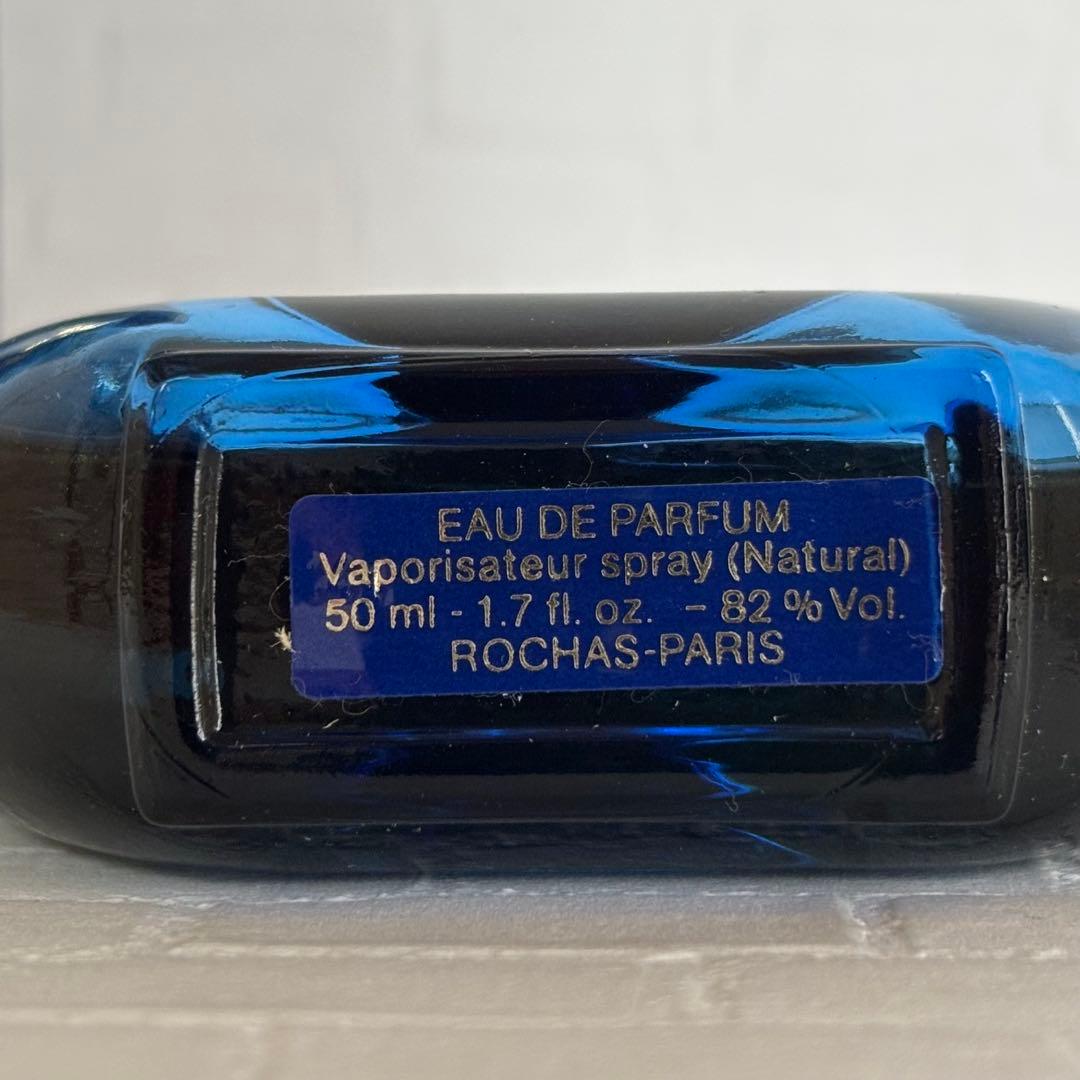 EAU DE PARFUM
Vaporisateur spray (Natural)
50 ml - 1.7 fl. oz. – 82 % Vol.
ROCHAS-PARIS